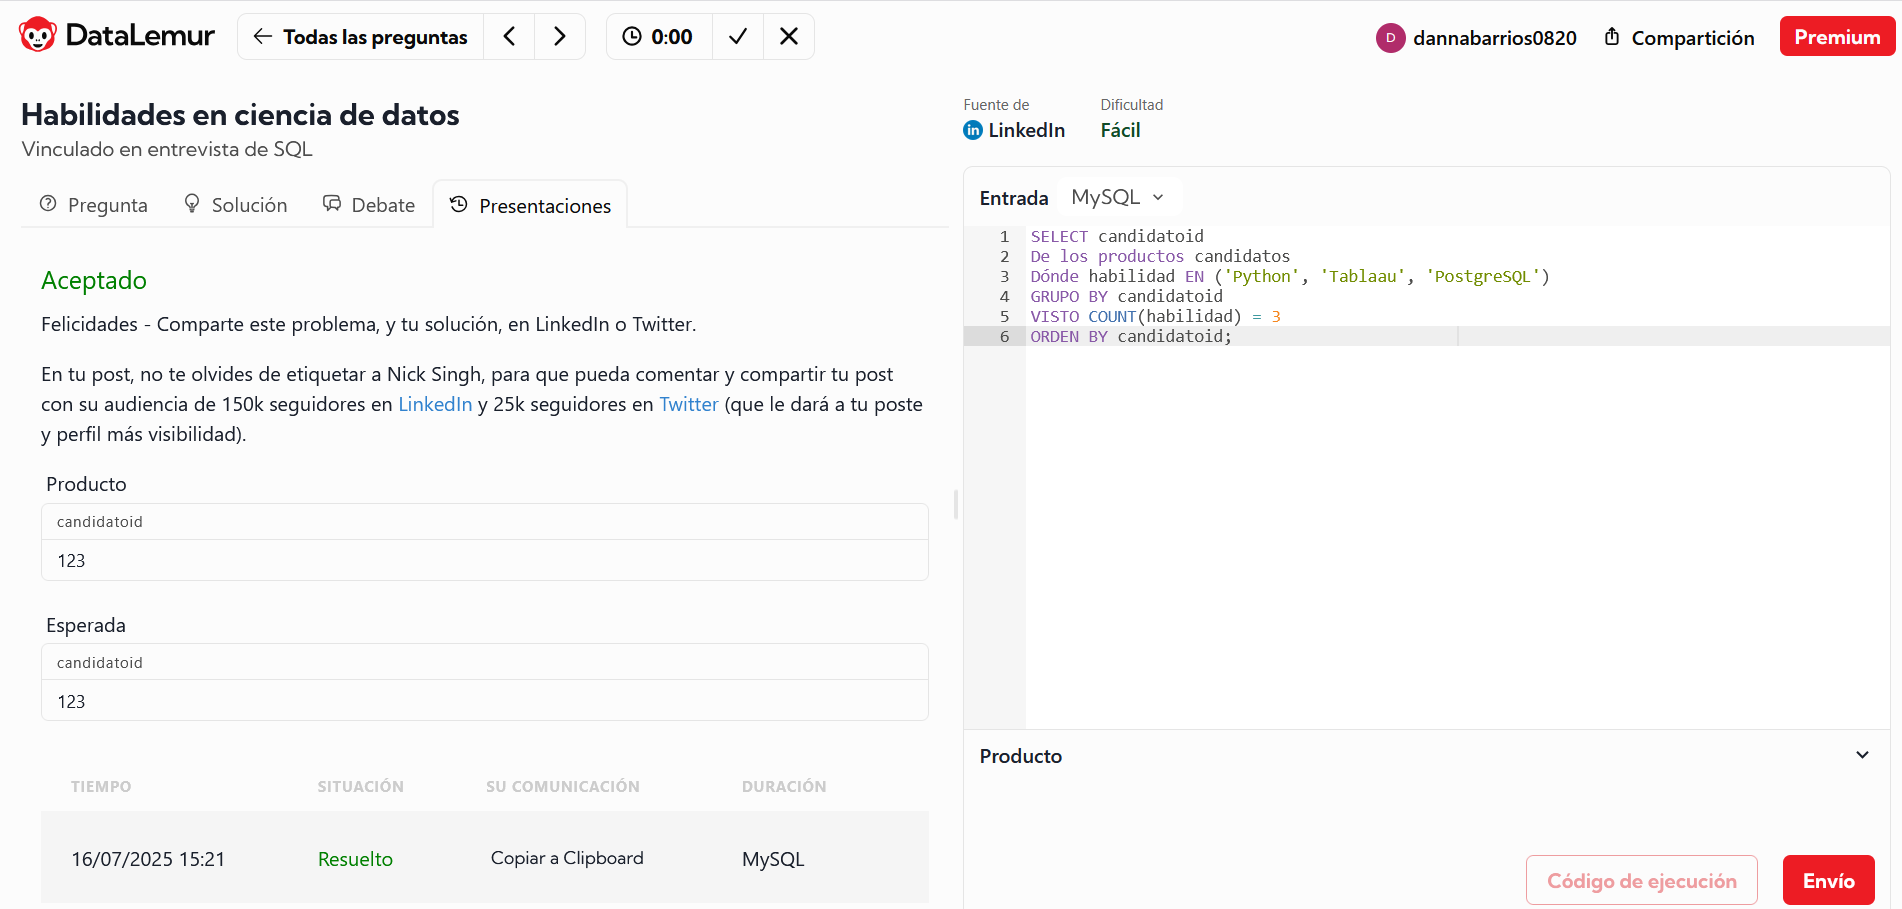 DataLemur
Todas las preguntas
0:00
D
dannabarrios0820
Compartición
Premium
Habilidades en ciencia de datos
Vinculado en entrevista de SQL
Pregunta
Solución
Debate
Presentaciones
Aceptado
Felicidades - Comparte este problema, y tu solución, en LinkedIn o Twitter.
En tu post, no te olvides de etiquetar a Nick Singh, para que pueda comentar y compartir tu post
con su audiencia de 150k seguidores en LinkedIn y 25k seguidores en Twitter (que le dará a tu poste
y perfil más visibilidad).
Producto
candidatoid
123
Esperada
candidatoid
123
TIEMPO SITUACIÓN SU COMUNICACIÓN DURACIÓN
16/07/2025 15:21 Resuelto Copiar a Clipboard MySQL
Fuente de
in LinkedIn
Dificultad
Fácil
Entrada MySQL
1 SELECT candidatoid
2 De los productos candidatos
3 Dónde habilidad EN ('Python', 'Tablaau', 'PostgreSQL')
4 GRUPO BY candidatoid
5 VISTO COUNT(habilidad) = 3
6 ORDEN BY candidatoid;
Producto
Código de ejecución
Envío